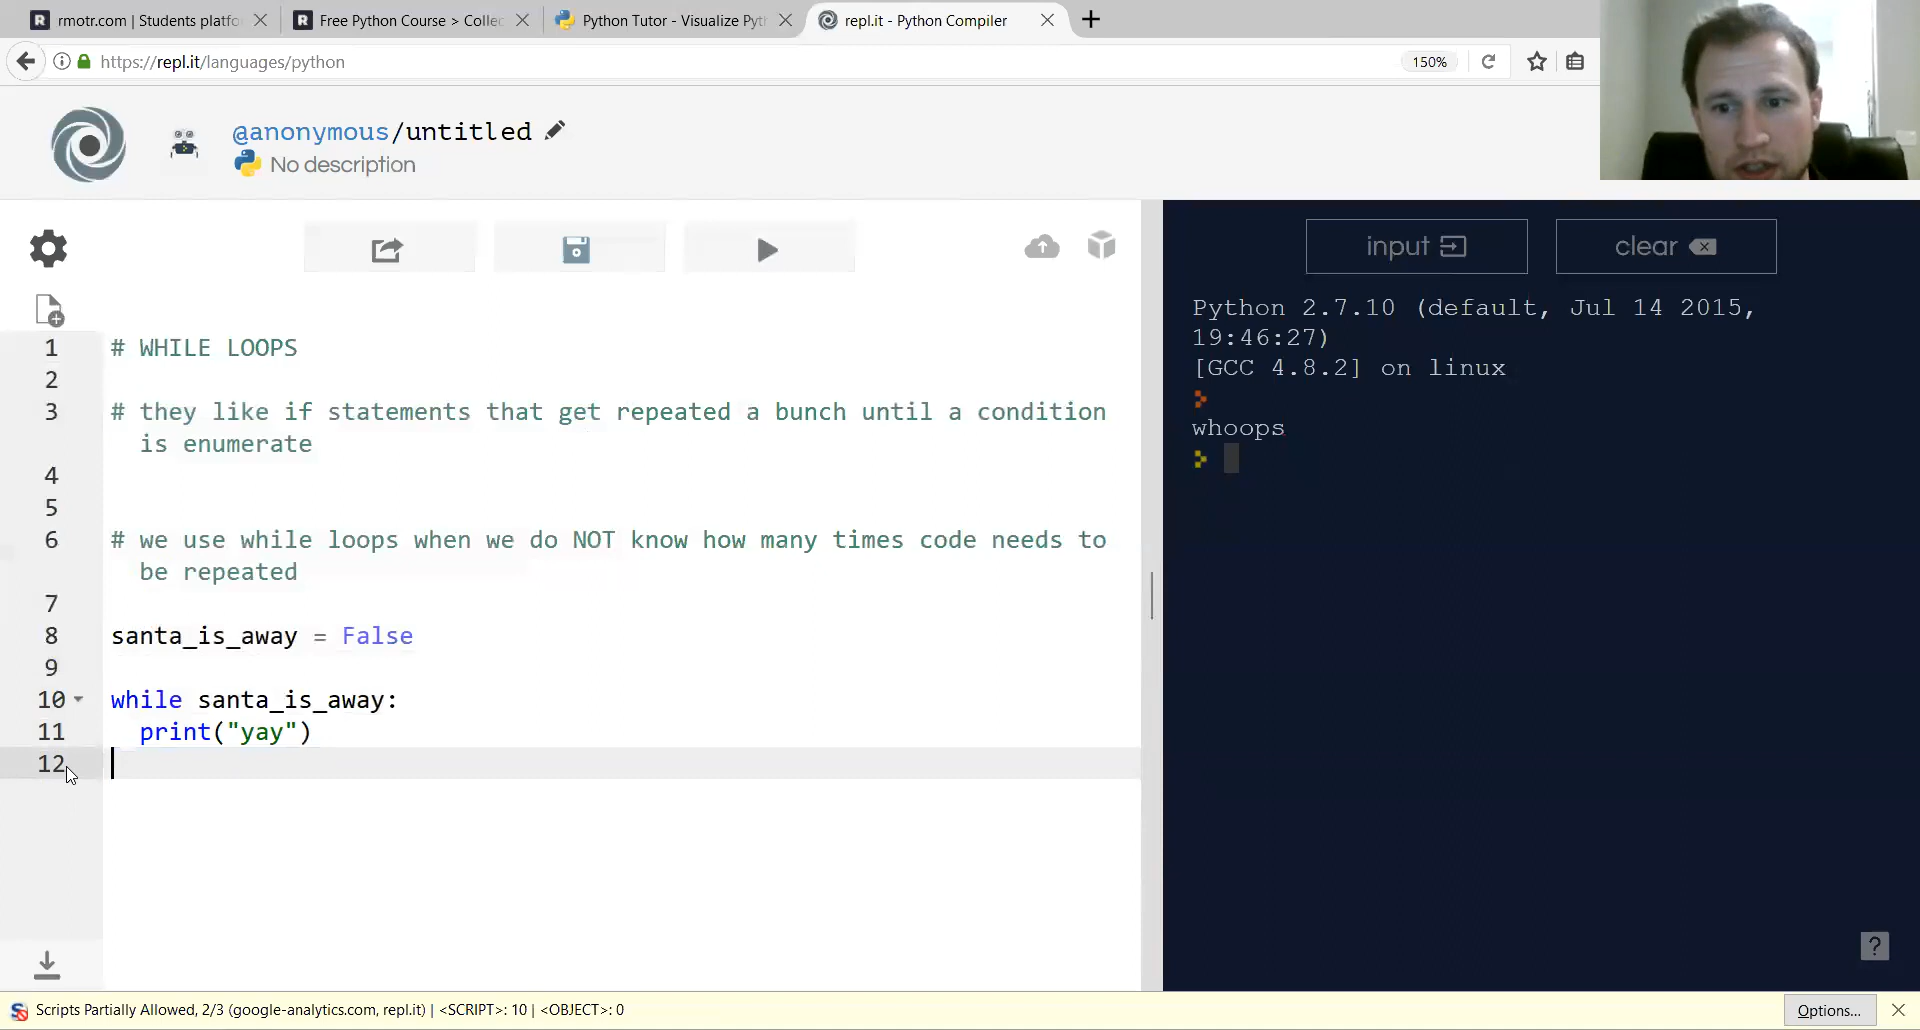 rmotr.com | Students platfo
Free Python Course > Collec
Python Tutor - Visualize Pyt
repl.it - Python Compiler
https://repl.it/languages/python
150%
@anonymous/untitled
No description
input
clear
Python 2.7.10 (default, Jul 14 2015,
19:46:27)
[GCC 4.8.2] on linux
whoops
1 # WHILE LOOPS
2
3 # they like if statements that get repeated a bunch until a condition
is enumerate
4
5
6 # we use while loops when we do NOT know how many times code needs to
be repeated
7
8 santa_is_away = False
9
10 while santa_is_away:
11 print("yay")
12
?
Scripts Partially Allowed, 2/3 (google-analytics.com, repl.it) | <SCRIPT>: 10 | <OBJECT>: 0
Options...